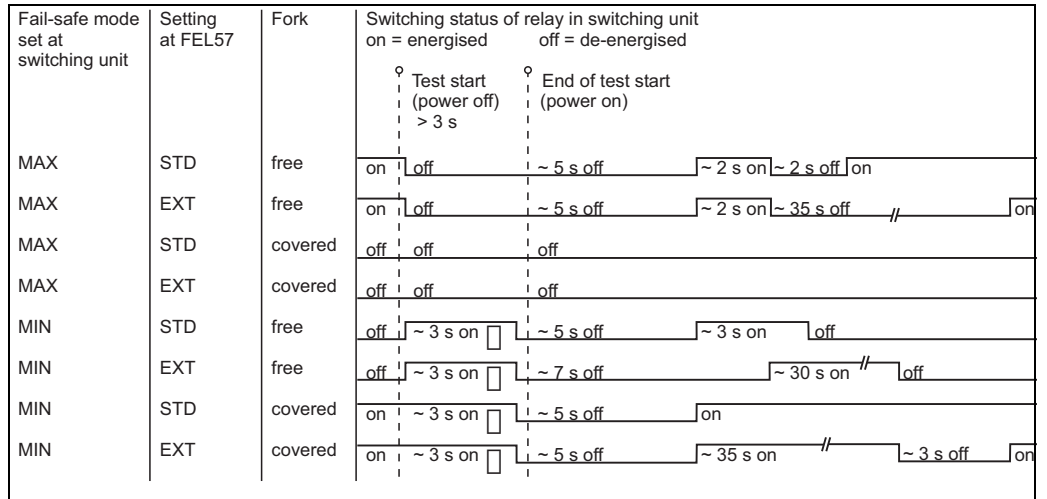 Fail-safe mode set at switching unit
Setting at FEL57
Fork
Switching status of relay in switching unit
on = energised off = de-energised
Test start (power off) > 3 s
End of test start (power on)
MAX STD free on off ~ 5 s off ~ 2 s on ~ 2 s off on
MAX EXT free on off ~ 5 s off ~ 2 s on ~ 35 s off on
MAX STD covered off off off
MAX EXT covered off off off
MIN STD free off ~ 3 s on ~ 5 s off ~ 3 s on off
MIN EXT free off ~ 3 s on ~ 7 s off ~ 30 s on off
MIN STD covered on ~ 3 s on ~ 5 s off on
MIN EXT covered on ~ 3 s on ~ 5 s off ~ 35 s on ~ 3 s off on